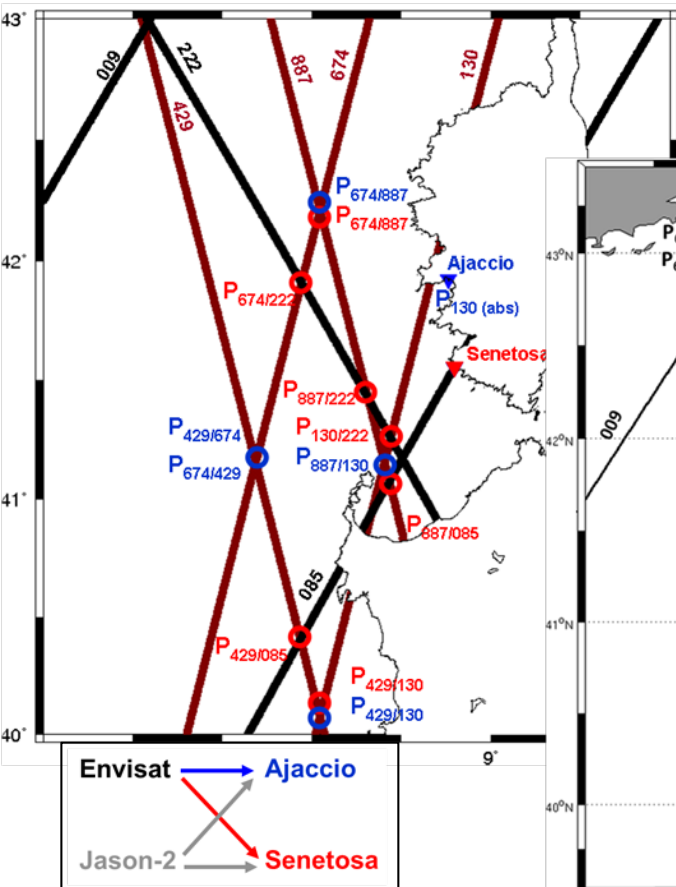 43°
009
222
887
674
130
429
P674/887
P674/887
43°N
42°
Ajaccio
P674/222
P130 (abs)
Senetosa
P887/222
009
P429/674
P130/222
42°N
P674/429
P887/130
41°
P887/085
085
41°N
P429/085
P429/130
P429/130
40°
9°
Envisat
Ajaccio
40°N
Jason-2
Senetosa